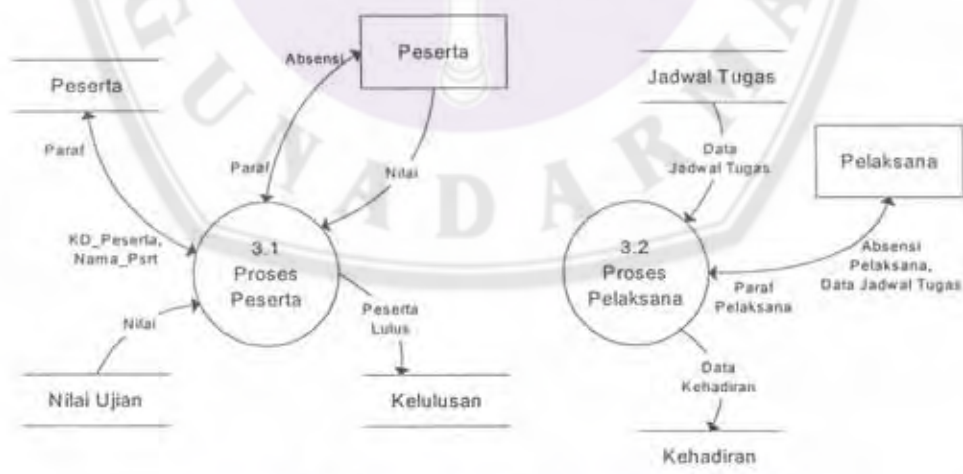 Peserta
Absensi
Peserta
Jadwal Tugas
Paraf
Paraf
Nilai
Data
Jadwal Tugas
Pelaksana
KD_Peserta,
Nama_Psrt
3.1
Proses
Peserta
3.2
Proses
Pelaksana
Absensi
Pelaksana,
Data Jadwal Tugas
Paraf
Pelaksana
Nilai
Peserta
Lulus
Data
Kehadiran
Nilai Ujian
Kelulusan
Kehadiran
GUNADARMA